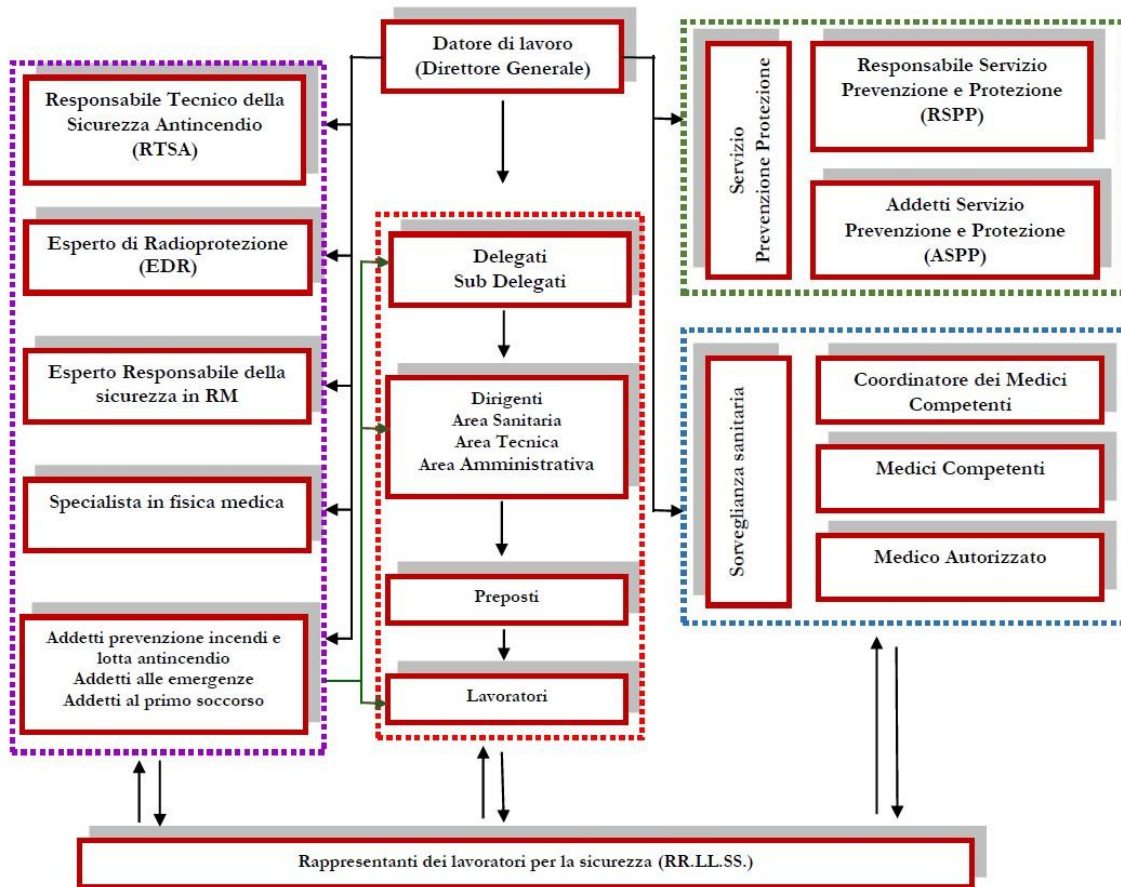 Datore di lavoro
(Direttore Generale)
Responsabile Tecnico della
Sicurezza Antincendio
(RTSA)
Esperto di Radioprotezione
(EDR)
Esperto Responsabile della
sicurezza in RM
Specialista in fisica medica
Addetti prevenzione incendi e
lotta antincendio
Addetti alle emergenze
Addetti al primo soccorso
Delegati
Sub Delegati
Dirigenti
Area Sanitaria
Area Tecnica
Area Amministrativa
Preposti
Lavoratori
Servizio
Prevenzione Protezione
Responsabile Servizio
Prevenzione e Protezione
(RSPP)
Addetti Servizio
Prevenzione e Protezione
(ASPP)
Sorveglianza sanitaria
Coordinatore dei Medici
Competenti
Medici Competenti
Medico Autorizzato
Rappresentanti dei lavoratori per la sicurezza (RR.LL.SS.)